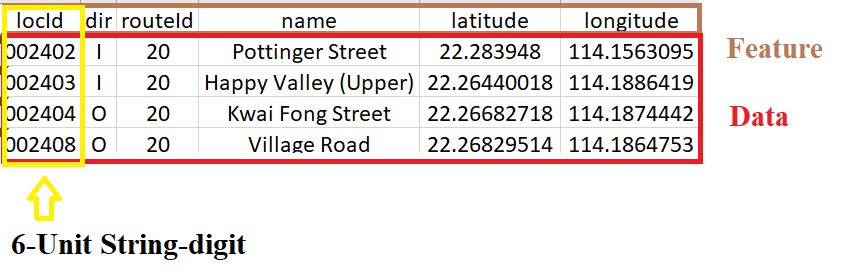 locId dir routeId name latitude longitude
002402 I 20 Pottinger Street 22.283948 114.1563095
Feature
002403 I 20 Happy Valley (Upper) 22.26440018 114.1886419
002404 O 20 Kwai Fong Street 22.26682718 114.1874442
Data
002408 O 20 Village Road 22.26829514 114.1864753
6-Unit String-digit